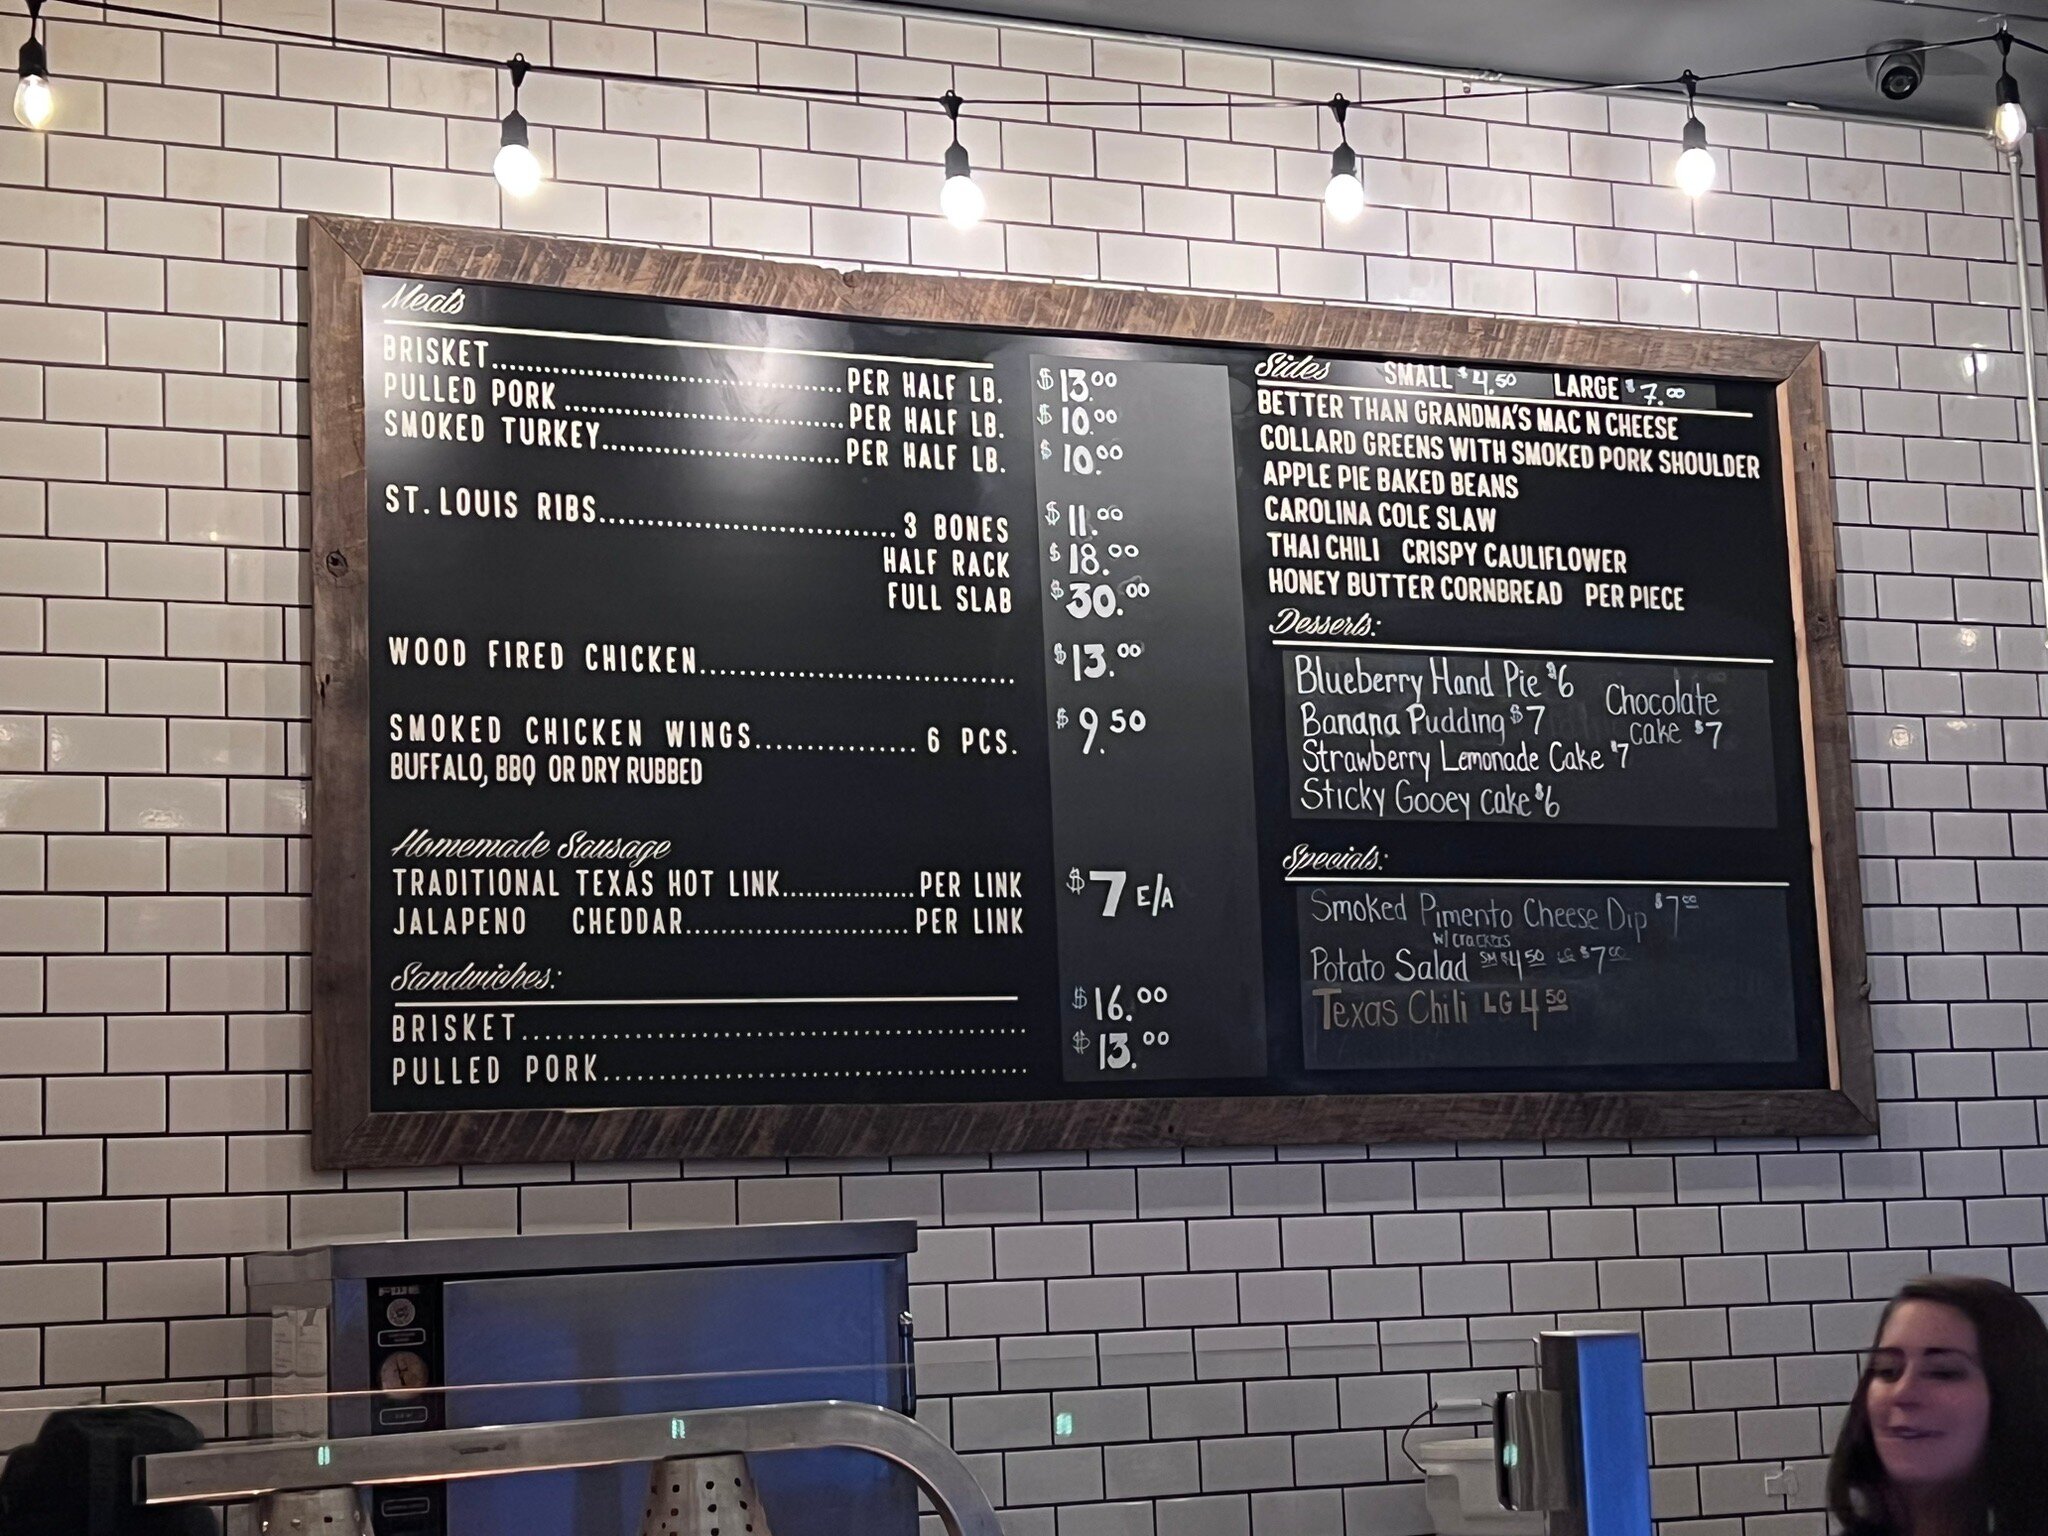 Meats
BRISKET.......PER HALF LB. $13.00
PULLED PORK.......PER HALF LB. $10.00
SMOKED TURKEY.......PER HALF LB. $10.00
ST. LOUIS RIBS.......3 BONES $11.00
HALF RACK $18.00
FULL SLAB $30.00
WOOD FIRED CHICKEN....... $13.00
SMOKED CHICKEN WINGS.......6 PCS. $9.50
BUFFALO, BBQ OR DRY RUBBED
Homemade Sausage
TRADITIONAL TEXAS HOT LINK.......PER LINK $7 E/A
JALAPENO CHEDDAR.......PER LINK
Sandwiches:
BRISKET....... $16.00
PULLED PORK....... $13.00
Sides SMALL $4.50 LARGE $7.00
BETTER THAN GRANDMA'S MAC N CHEESE
COLLARD GREENS WITH SMOKED PORK SHOULDER
APPLE PIE BAKED BEANS
CAROLINA COLE SLAW
THAI CHILI CRISPY CAULIFLOWER
HONEY BUTTER CORNBREAD PER PIECE
Desserts:
Blueberry Hand Pie $6
Banana Pudding $7
Strawberry Lemonade Cake $7
Sticky Gooey Cake $6
Chocolate
Cake $7
Specials:
Smoked Pimento Cheese Dip $7.00
w/ crackers
Potato Salad SM $4.50 LG $7.00
Texas Chili LG 4.50